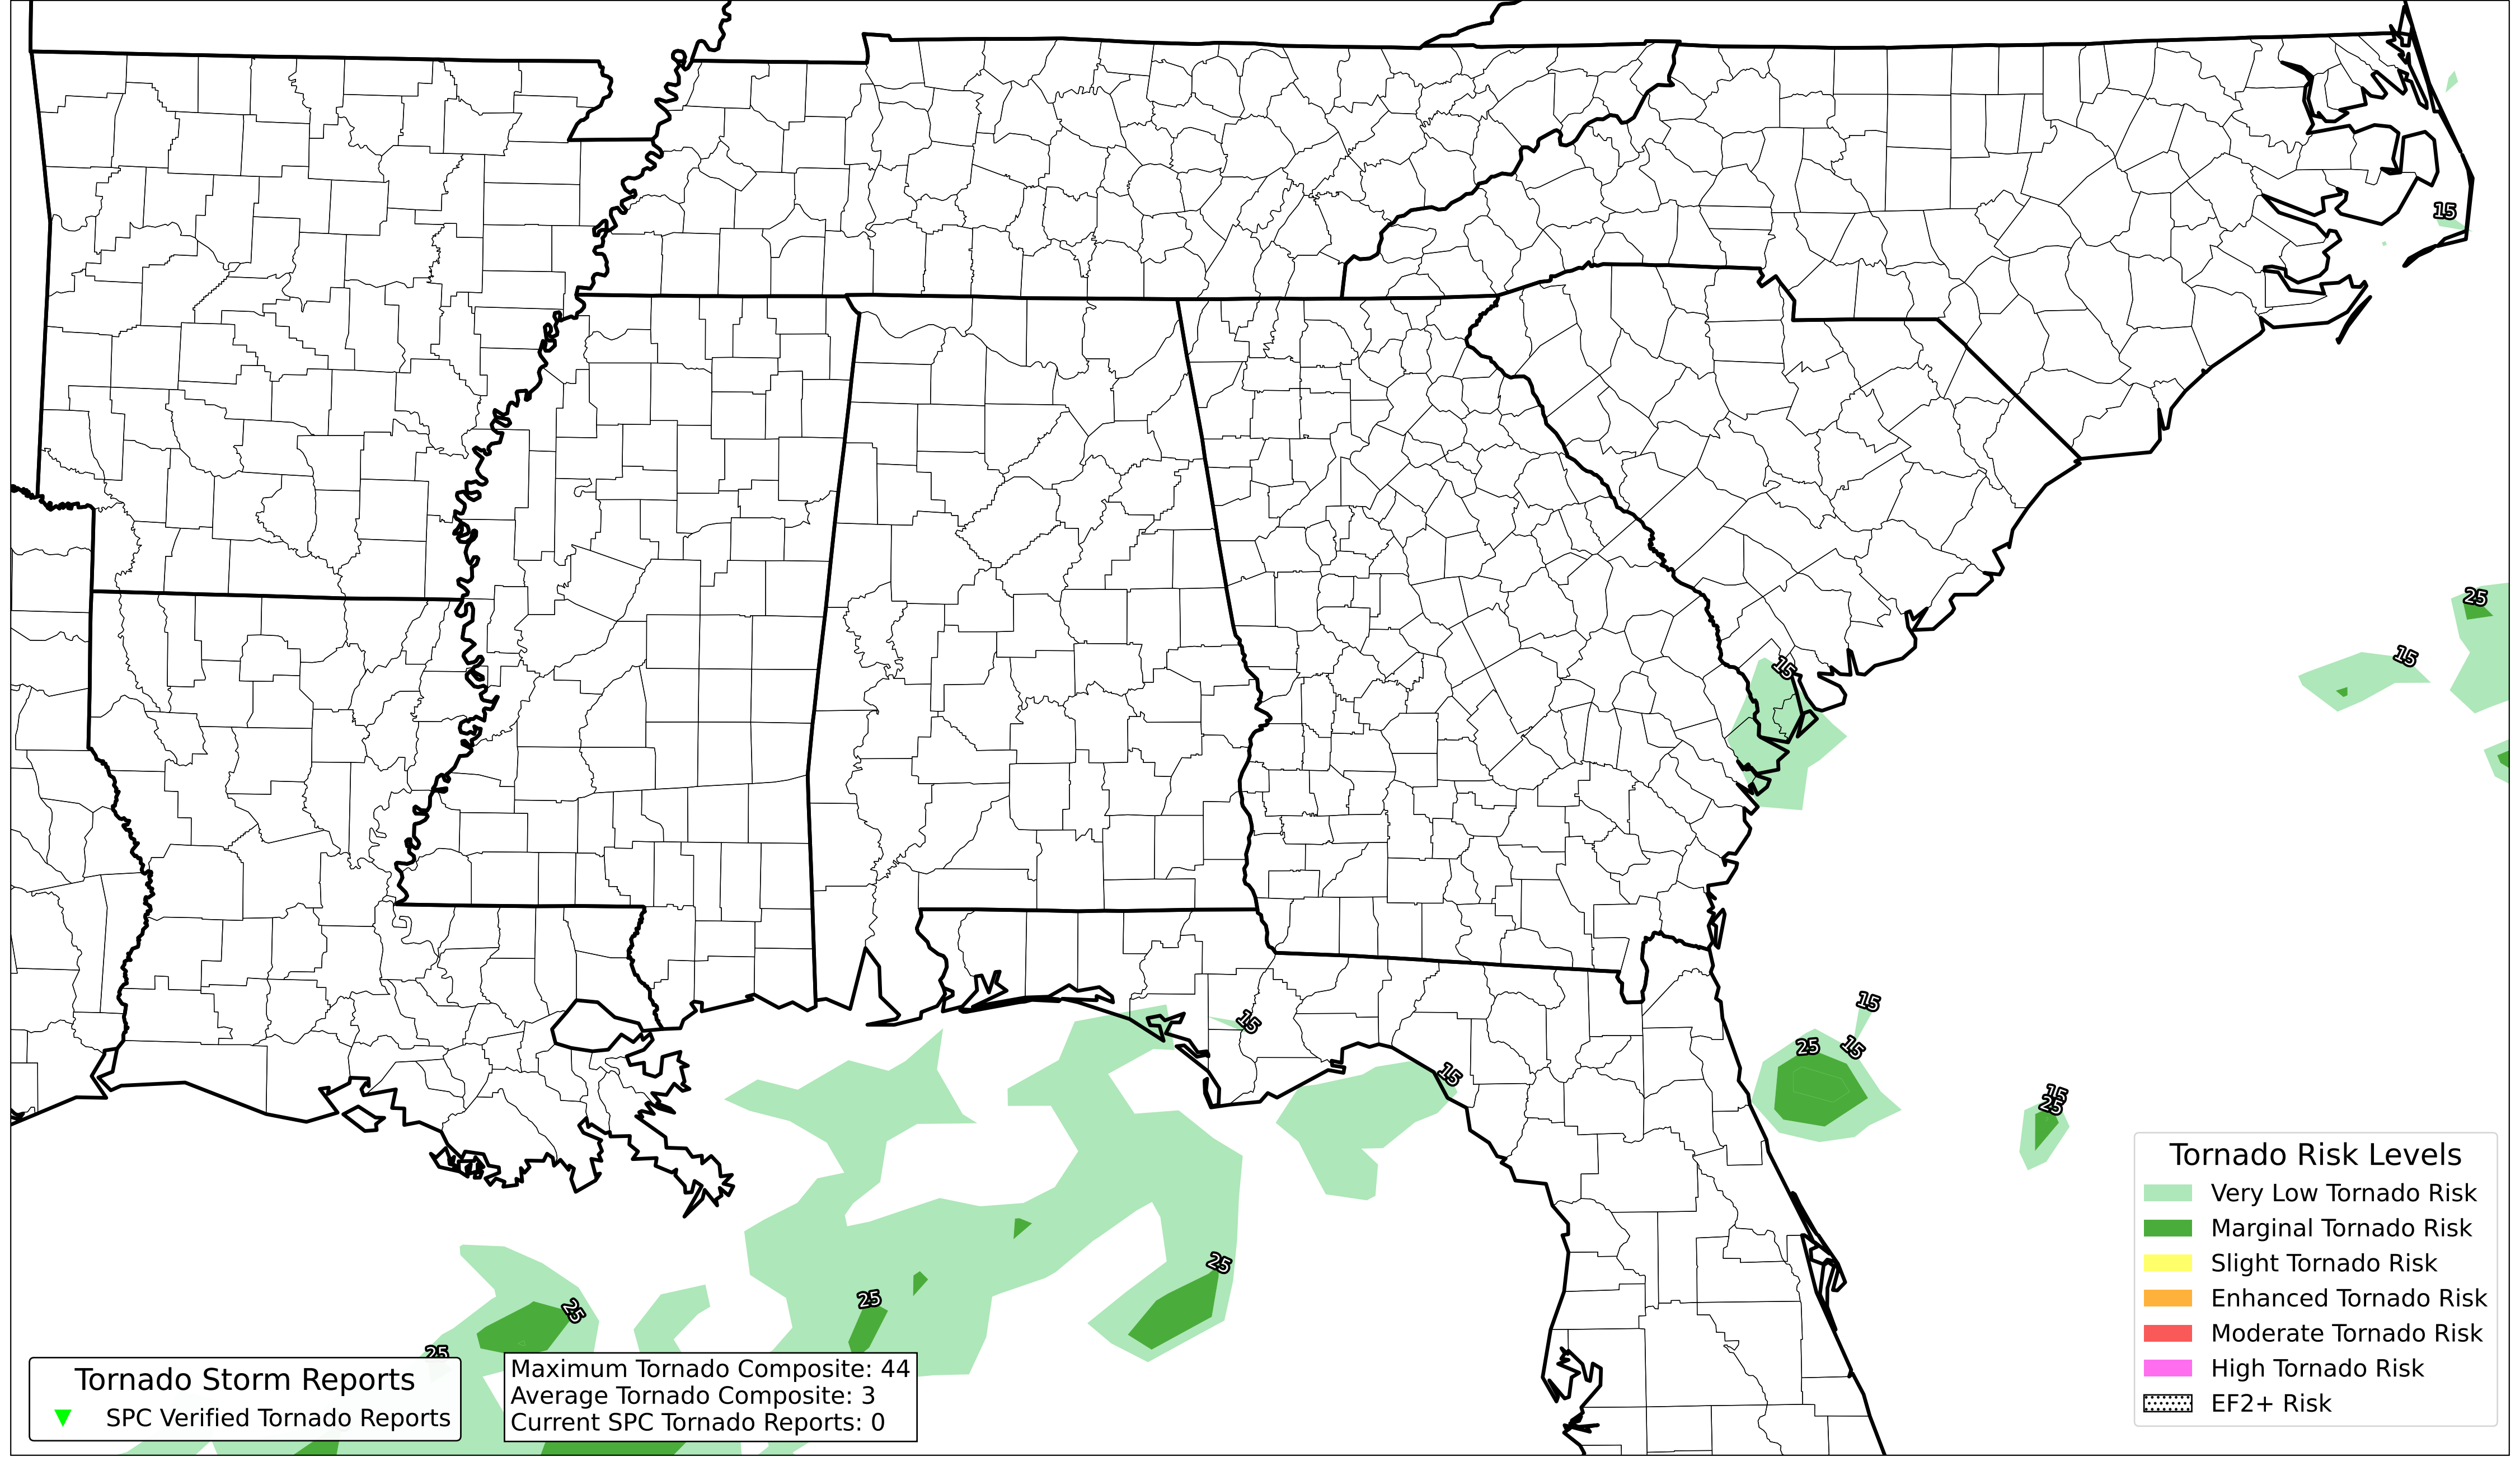 15
25
15
15
15
15
15
25
15
15
25
25
25
25
25
Tornado Risk Levels
Very Low Tornado Risk
Marginal Tornado Risk
Slight Tornado Risk
Enhanced Tornado Risk
Moderate Tornado Risk
High Tornado Risk
EF2+ Risk
Tornado Storm Reports
SPC Verified Tornado Reports
Maximum Tornado Composite: 44
Average Tornado Composite: 3
Current SPC Tornado Reports: 0